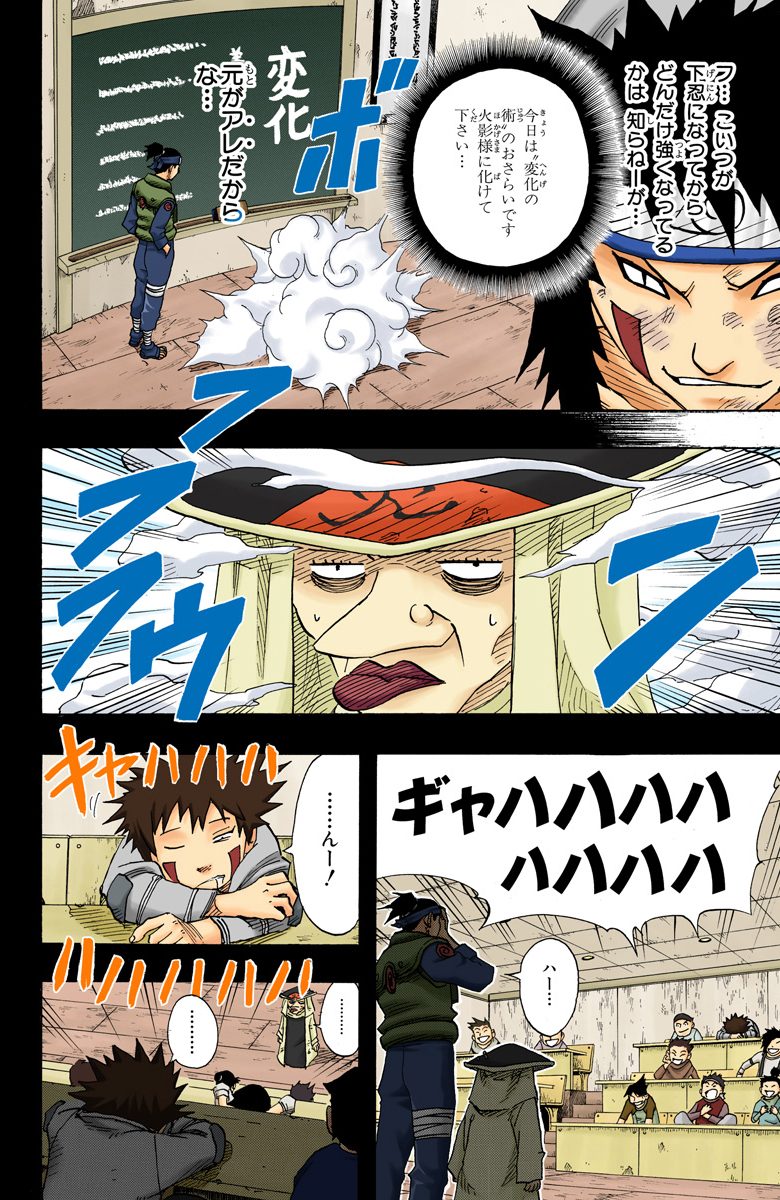 フ…こいつが
下忍になってから
どんだけ強くなってる
かは知らねーが…
今日は〝変化の
術〟のおさらいです
火影様に化けて
下さい…
変化
ボ
元がアレだから
な…
フフウ
ン
火
ギャハハハハ
ハハハハ
ハー…
キャハハハハ
……んー!
ハハハハハハ
……
……